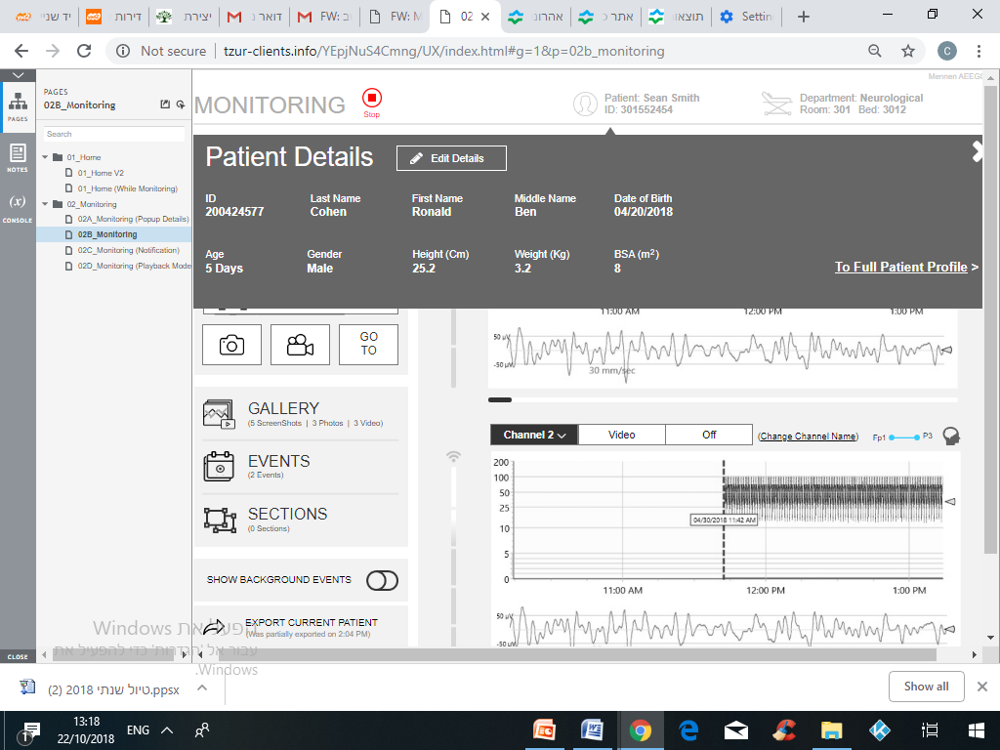 יד שני
דירות
יצירת
דואר נ
FW: ב
FW: M
02
אהרונ
אתר כ
תוצאו
Settin
Not secure
tzur-clients.info/YEpjNuS4Cmng/UX/index.html#g=1&p=02b_monitoring
C
PAGES
NOTES
(x)
CONSOLE
CLOSE
PAGES
02B_Monitoring
Search
01_Home
01_Home V2
01_Home (While Monitoring)
02_Monitoring
02A_Monitoring (Popup Details)
02B_Monitoring
02C_Monitoring (Notification)
02D_Monitoring (Playback Mode
Mennen AEEG
MONITORING
Stop
Patient: Sean Smith
ID: 301552454
Department: Neurological
Room: 301 Bed: 3012
Patient Details
Edit Details
ID
200424577
Last Name
Cohen
First Name
Ronald
Middle Name
Ben
Date of Birth
04/20/2018
Age
5 Days
Gender
Male
Height (Cm)
25.2
Weight (Kg)
3.2
BSA (m²)
8
To Full Patient Profile >
GO
TO
GALLERY
(5 ScreenShots | 3 Photos | 3 Video)
EVENTS
(2 Events)
SECTIONS
(0 Sections)
SHOW BACKGROUND EVENTS
EXPORT CURRENT PATIENT
(Was partially exported on 2:04 PM)
11:00 AM 12:00 PM 1:00 PM
50 µV
-50 µV
30 mm/sec
Channel 2
Video
Off
(Change Channel Name)
Fp1
P3
200
100
50
25
10
5
0
04/30/2018 11:42 AM
11:00 AM 12:00 PM 1:00 PM
50 µV
-50 µV
הפעל את Windows
עבור אל 'הגדרות' כדי להפעיל את
Windows.
טיול שנתי 2018 (2).ppsx
Show all
1
13:18
22/10/2018
ENG